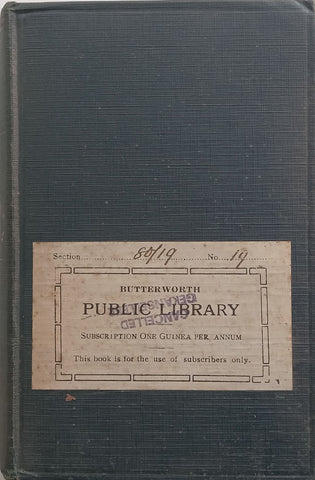 Section 80/19 No. 19
BUTTERWORTH
PUBLIC LIBRARY
GEKANSELLEER
CANCELLED
SUBSCRIPTION ONE GUINEA PER ANNUM
This book is for the use of subscribers only.